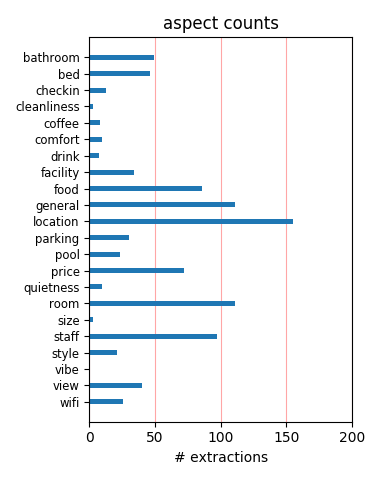 aspect counts
bathroom
bed
checkin
cleanliness
coffee
comfort
drink
facility
food
general
location
parking
pool
price
quietness
room
size
staff
style
vibe
view
wifi
0 50 100 150 200
# extractions